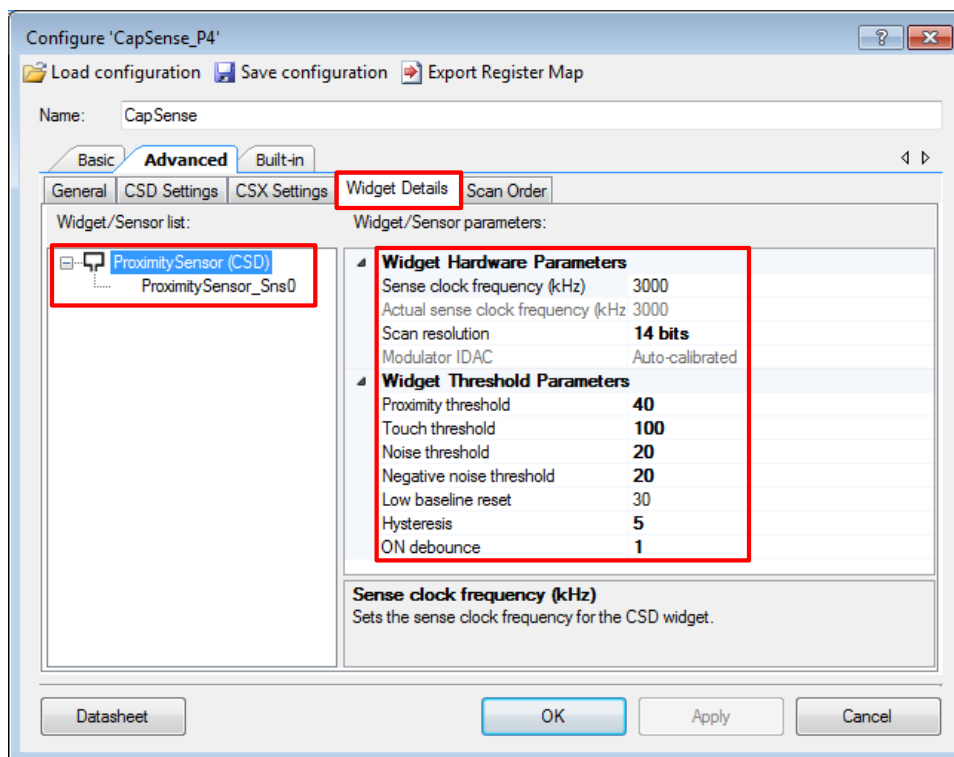 Configure 'CapSense_P4'
Load configuration Save configuration Export Register Map
Name: CapSense
Basic Advanced Built-in
General CSD Settings CSX Settings Widget Details Scan Order
Widget/Sensor list: Widget/Sensor parameters:
ProximitySensor (CSD)
ProximitySensor_Sns0
Widget Hardware Parameters
Sense clock frequency (kHz) 3000
Actual sense clock frequency (kHz 3000
Scan resolution 14 bits
Modulator IDAC Auto-calibrated
Widget Threshold Parameters
Proximity threshold 40
Touch threshold 100
Noise threshold 20
Negative noise threshold 20
Low baseline reset 30
Hysteresis 5
ON debounce 1
Sense clock frequency (kHz)
Sets the sense clock frequency for the CSD widget.
Datasheet OK Apply Cancel